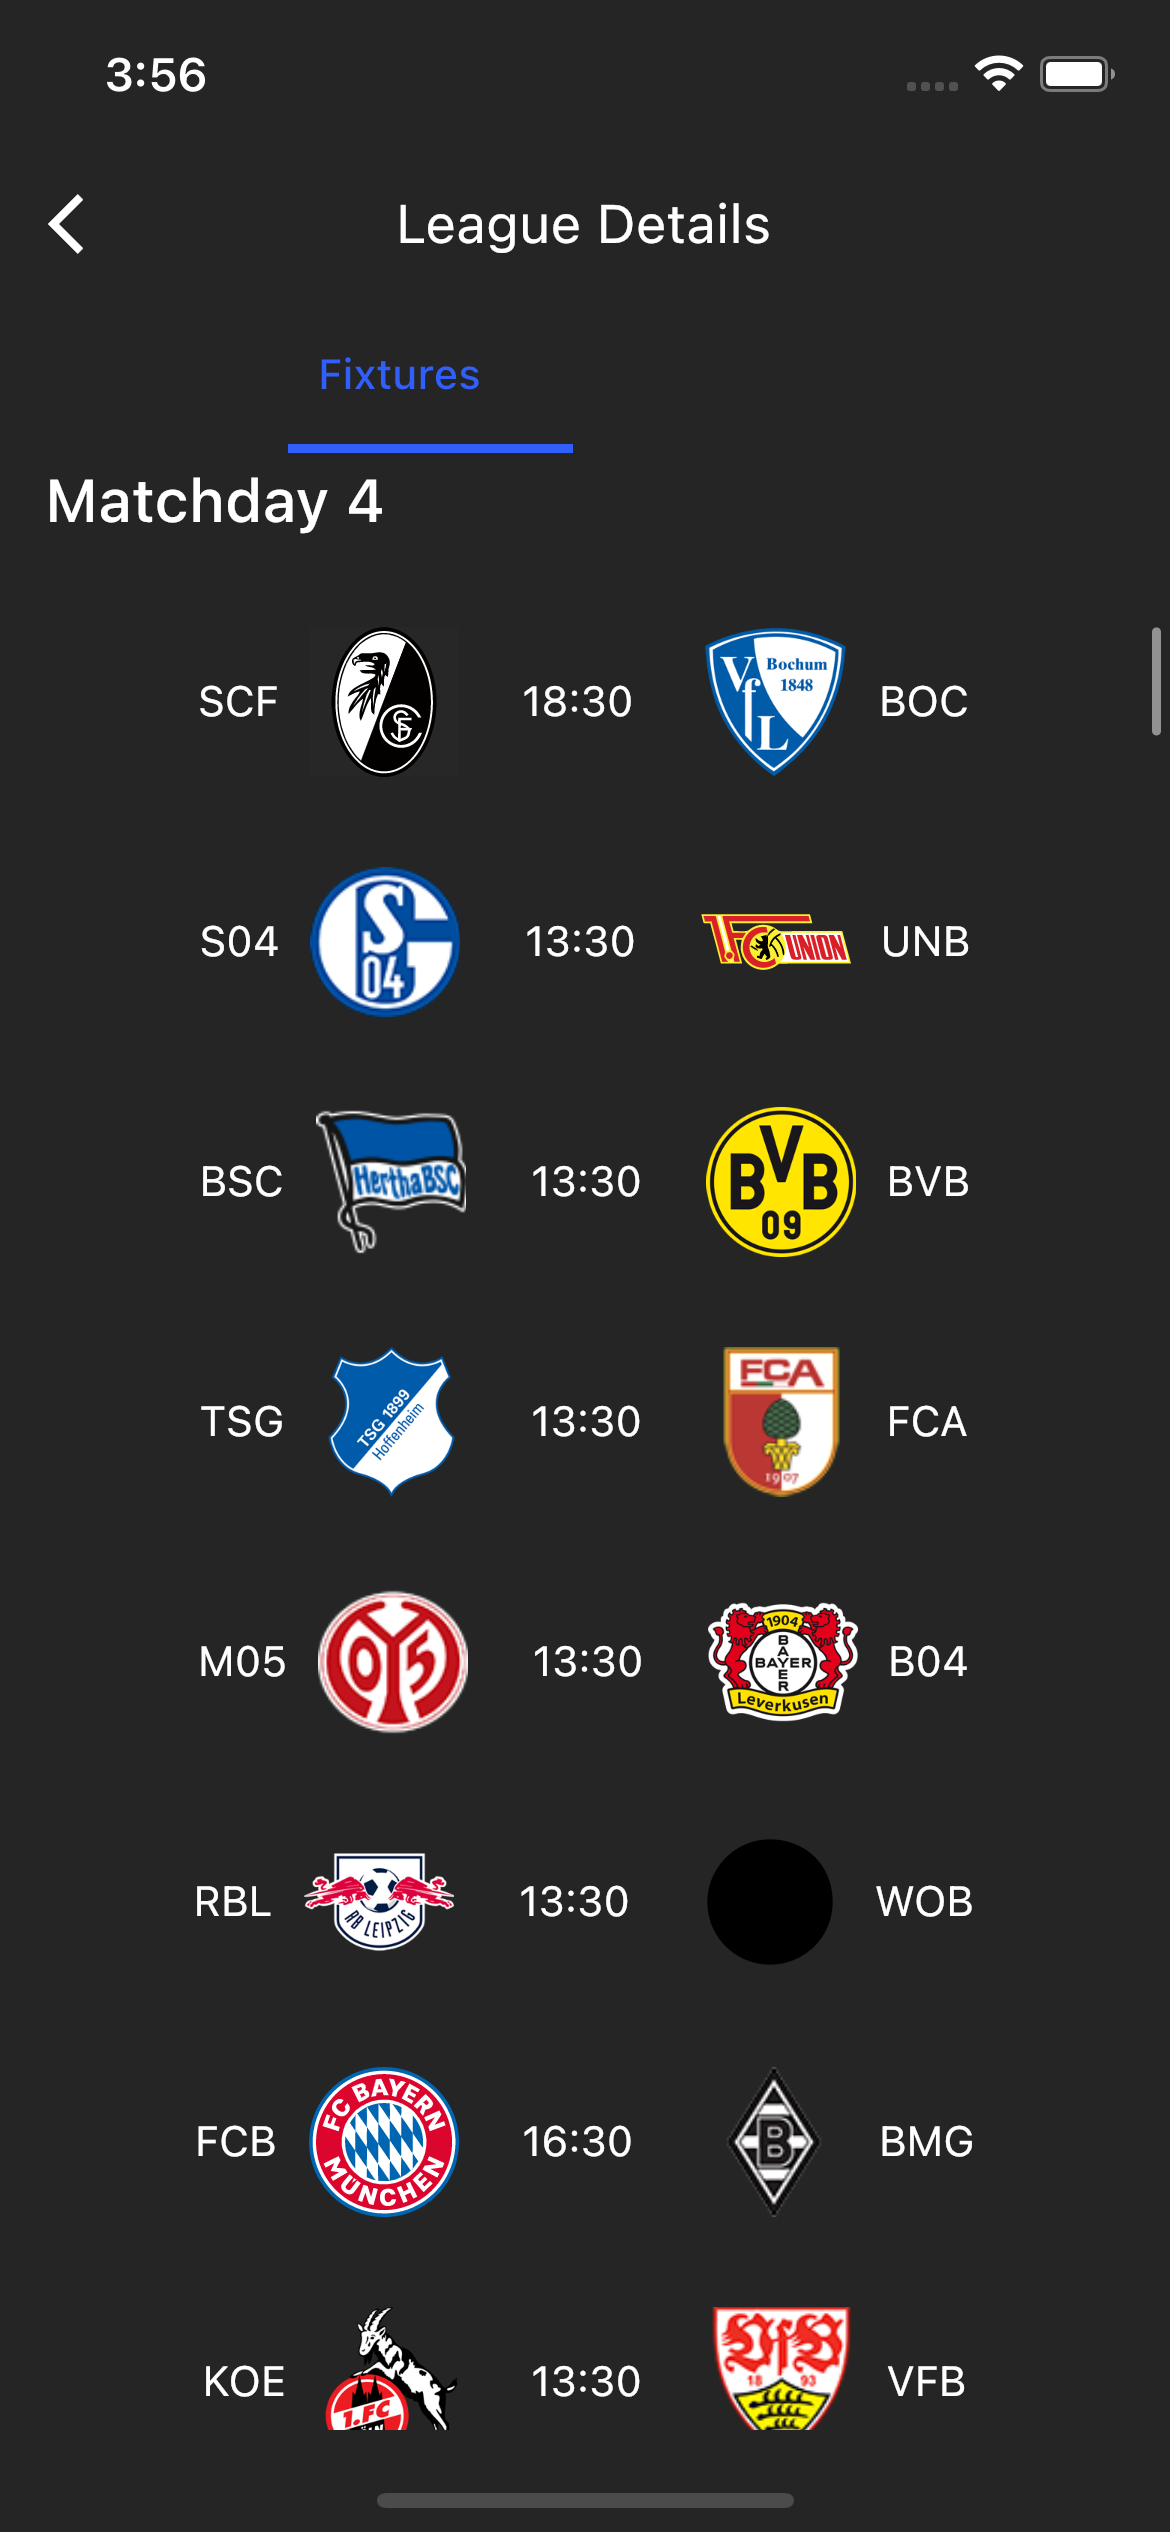 3:56
League Details
Fixtures
Matchday 4
SCF 18:30 VfL Bochum 1848 BOC
S04 S 04 13:30 1.FC UNION UNB
BSC Hertha BSC 13:30 BVB 09 BVB
TSG TSG 1899 Hoffenheim 13:30 FCA 1907 FCA
M05 05 13:30 1904 BAYER BAYER Leverkusen B04
RBL RB LEIPZIG 13:30 WOB
FCB FC BAYERN MÜNCHEN 16:30 B BMG
KOE 1.FC 13:30 VfB 18 93 VFB